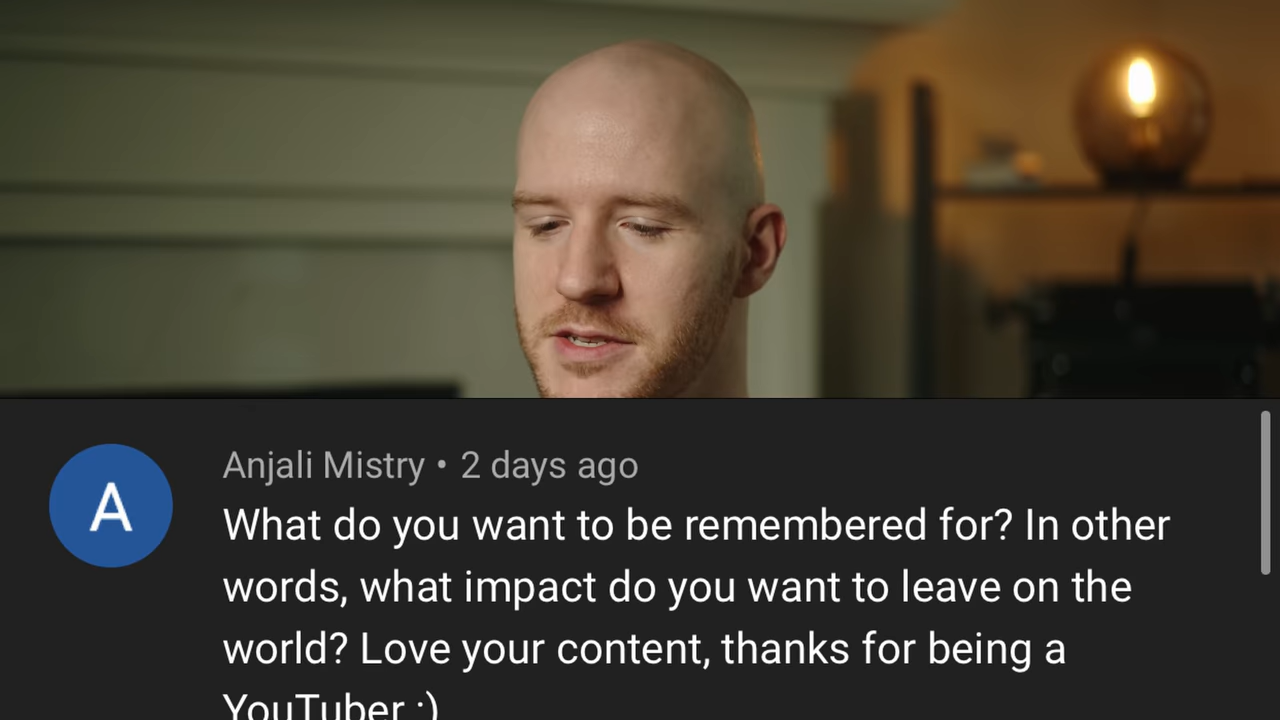 A
Anjali Mistry • 2 days ago
What do you want to be remembered for? In other
words, what impact do you want to leave on the
world? Love your content, thanks for being a
YouTuber :)